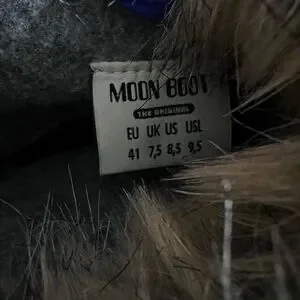 MOON BOOT
THE ORIGINAL
EU UK US USL
41 7,5 8,5 9,5